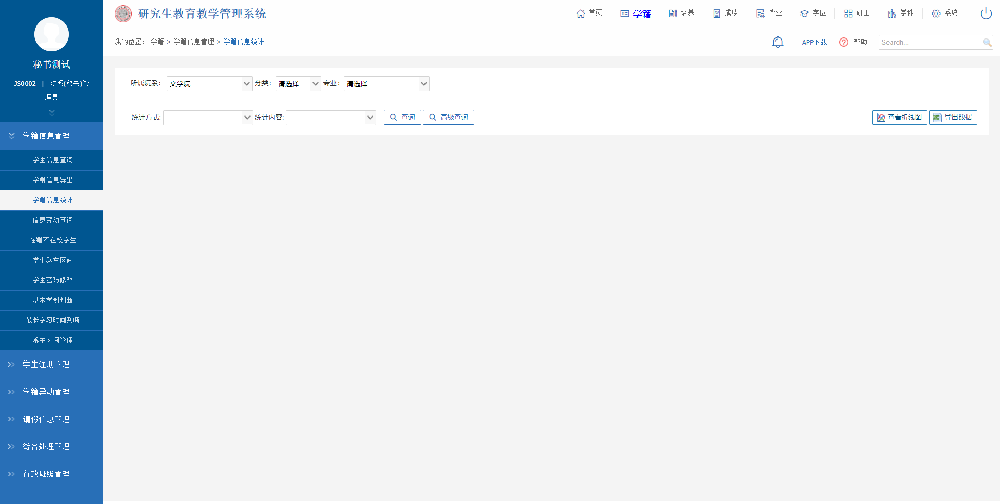 研究生教育教学管理系统
首页 学籍 培养 成绩 毕业 学位 研工 学科 系统
我的位置： 学籍 > 学籍信息管理 > 学籍信息统计
APP下载 帮助 Search...
秘书测试
JS0002 | 院系(秘书)管
理员
学籍信息管理
学生信息查询
学籍信息导出
学籍信息统计
信息变动查询
在籍不在校学生
学生乘车区间
学生密码修改
基本学制判断
最长学习时间判断
乘车区间管理
学生注册管理
学籍异动管理
请假信息管理
综合处理管理
行政班级管理
所属院系： 文学院 分类： 请选择 专业： 请选择
统计方式: 统计内容: 查询 高级查询 查看折线图 导出数据